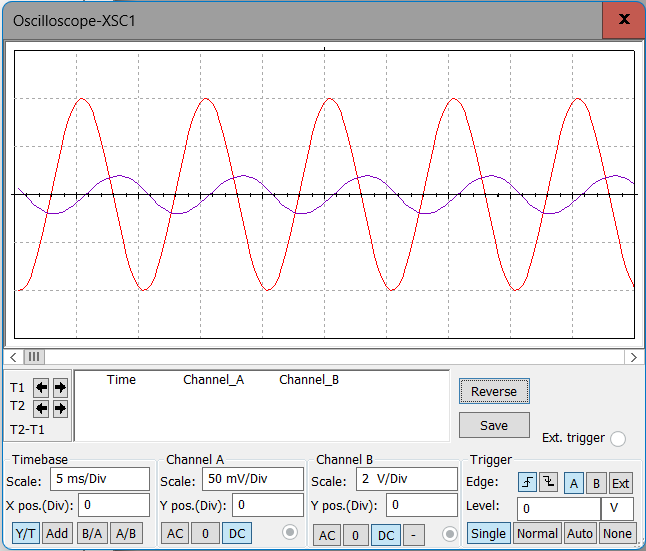 Oscilloscope-XSC1
x
Time Channel_A Channel_B
T1
T2
T2-T1
Reverse
Save
Ext. trigger
Timebase
Scale: 5 ms/Div
X pos.(Div): 0
Y/T Add B/A A/B
Channel A
Scale: 50 mV/Div
Y pos.(Div): 0
AC 0 DC
Channel B
Scale: 2 V/Div
Y pos.(Div): 0
AC 0 DC -
Trigger
Edge: A B Ext
Level: 0 V
Single Normal Auto None